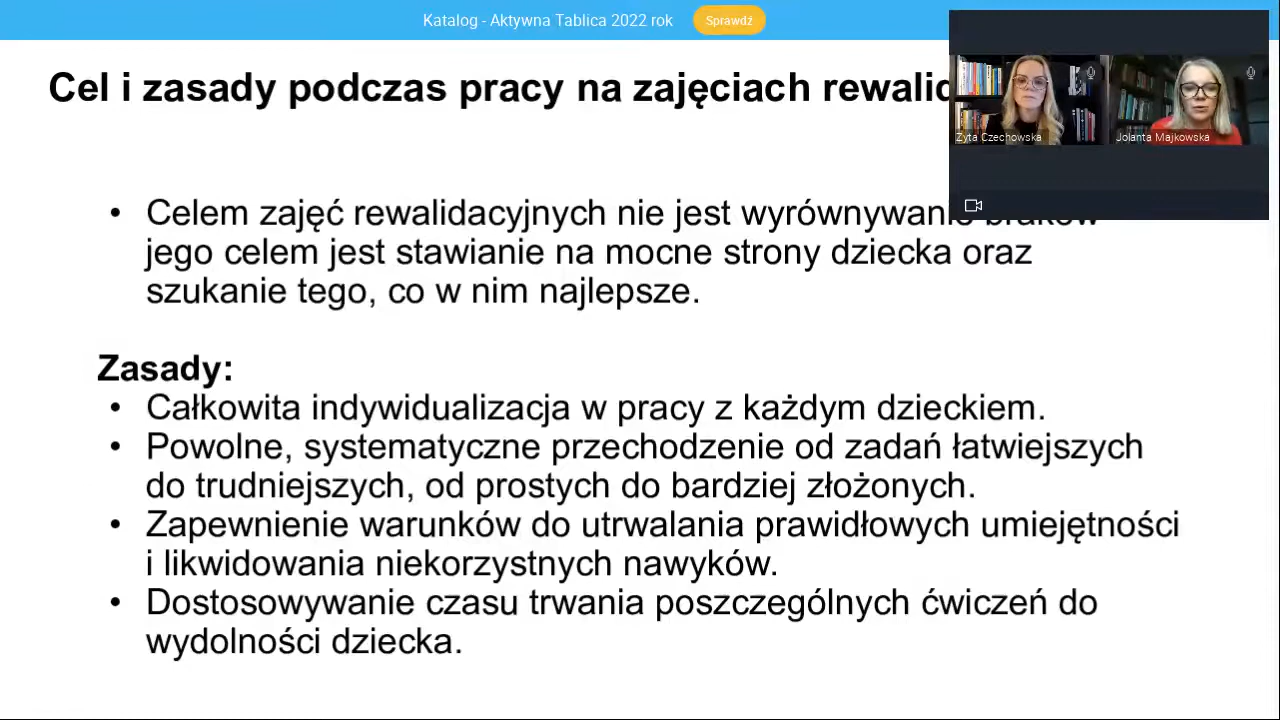 Katalog - Aktywna Tablica 2022 rok Sprawdź
Cel i zasady podczas pracy na zajęciach
Żyta Czechowska
Jolanta Majkowska
• Celem zajęć rewalidacyjnych nie jest wyrównywanie braków
jego celem jest stawianie na mocne strony dziecka oraz
szukanie tego, co w nim najlepsze.
Zasady:
• Całkowita indywidualizacja w pracy z każdym dzieckiem.
• Powolne, systematyczne przechodzenie od zadań łatwiejszych
do trudniejszych, od prostych do bardziej złożonych.
• Zapewnienie warunków do utrwalania prawidłowych umiejętności
i likwidowania niekorzystnych nawyków.
• Dostosowywanie czasu trwania poszczególnych ćwiczeń do
wydolności dziecka.